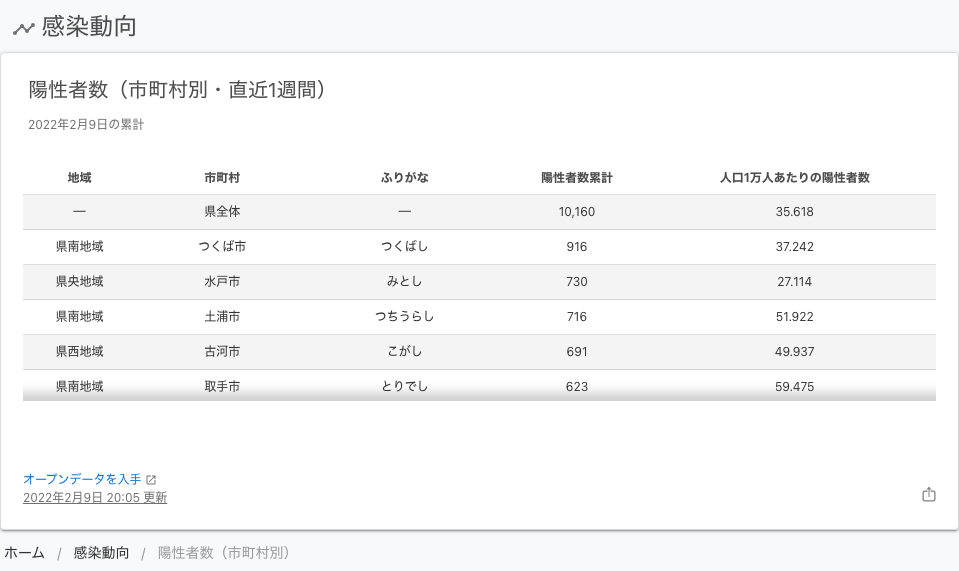 感染動向
陽性者数（市町村別・直近1週間）
2022年2月9日の累計
地域 市町村 ふりがな 陽性者数累計 人口1万人あたりの陽性者数
— 県全体 — 10,160 35.618
県南地域 つくば市 つくばし 916 37.242
県央地域 水戸市 みとし 730 27.114
県南地域 土浦市 つちうらし 716 51.922
県西地域 古河市 こがし 691 49.937
県南地域 取手市 とりでし 623 59.475
オープンデータを入手
2022年2月9日 20:05 更新
ホーム / 感染動向 / 陽性者数（市町村別）